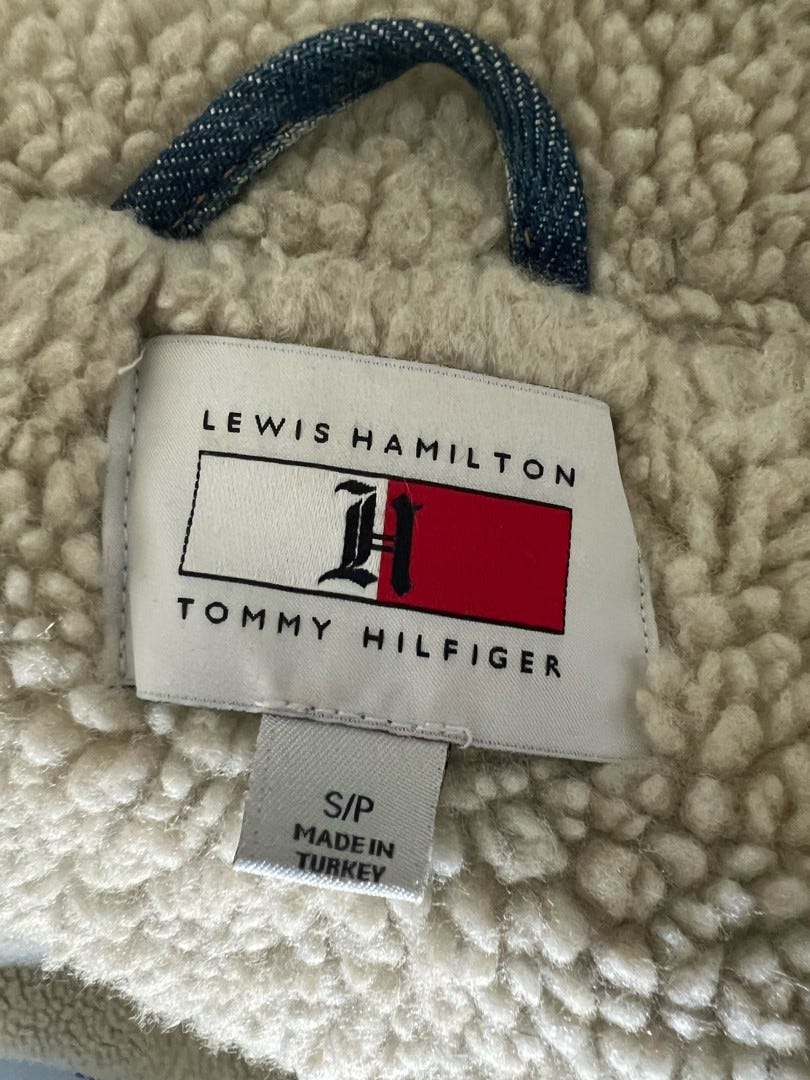 LEWIS HAMILTON
H
TOMMY HILFIGER
S/P
MADE IN
TURKEY